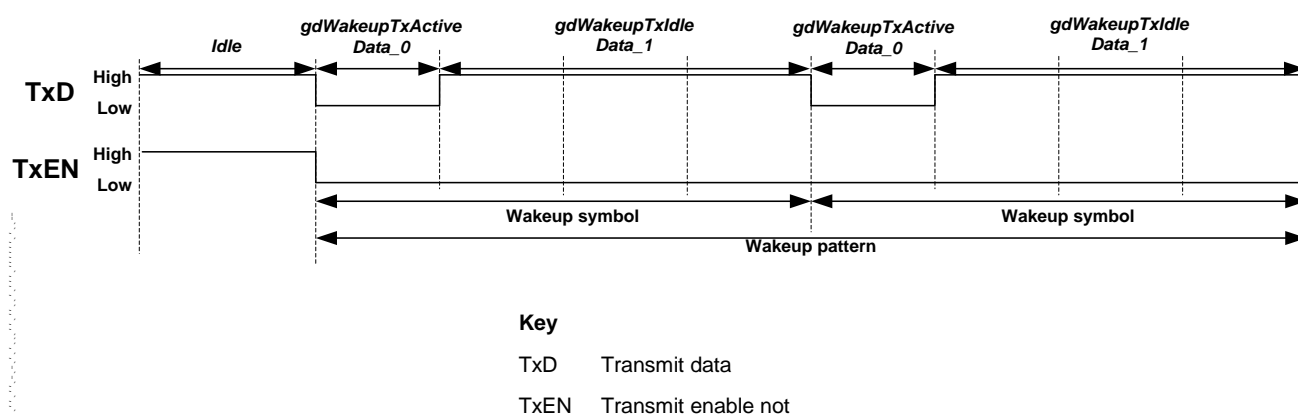 Idle
gdWakeupTxActive
Data_0
gdWakeupTxIdle
Data_1
gdWakeupTxActive
Data_0
gdWakeupTxIdle
Data_1
TxD
High
Low
TxEN
High
Low
Wakeup symbol
Wakeup symbol
Wakeup pattern
Key
TxD Transmit data
TxEN Transmit enable not